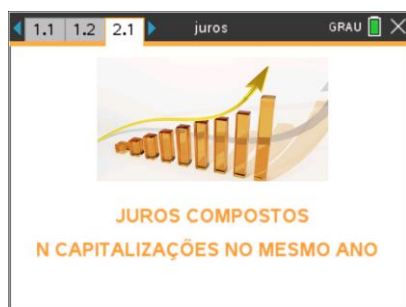 1.1 1.2 2.1 juros GRAU
JUROS COMPOSTOS
N CAPITALIZAÇÕES NO MESMO ANO